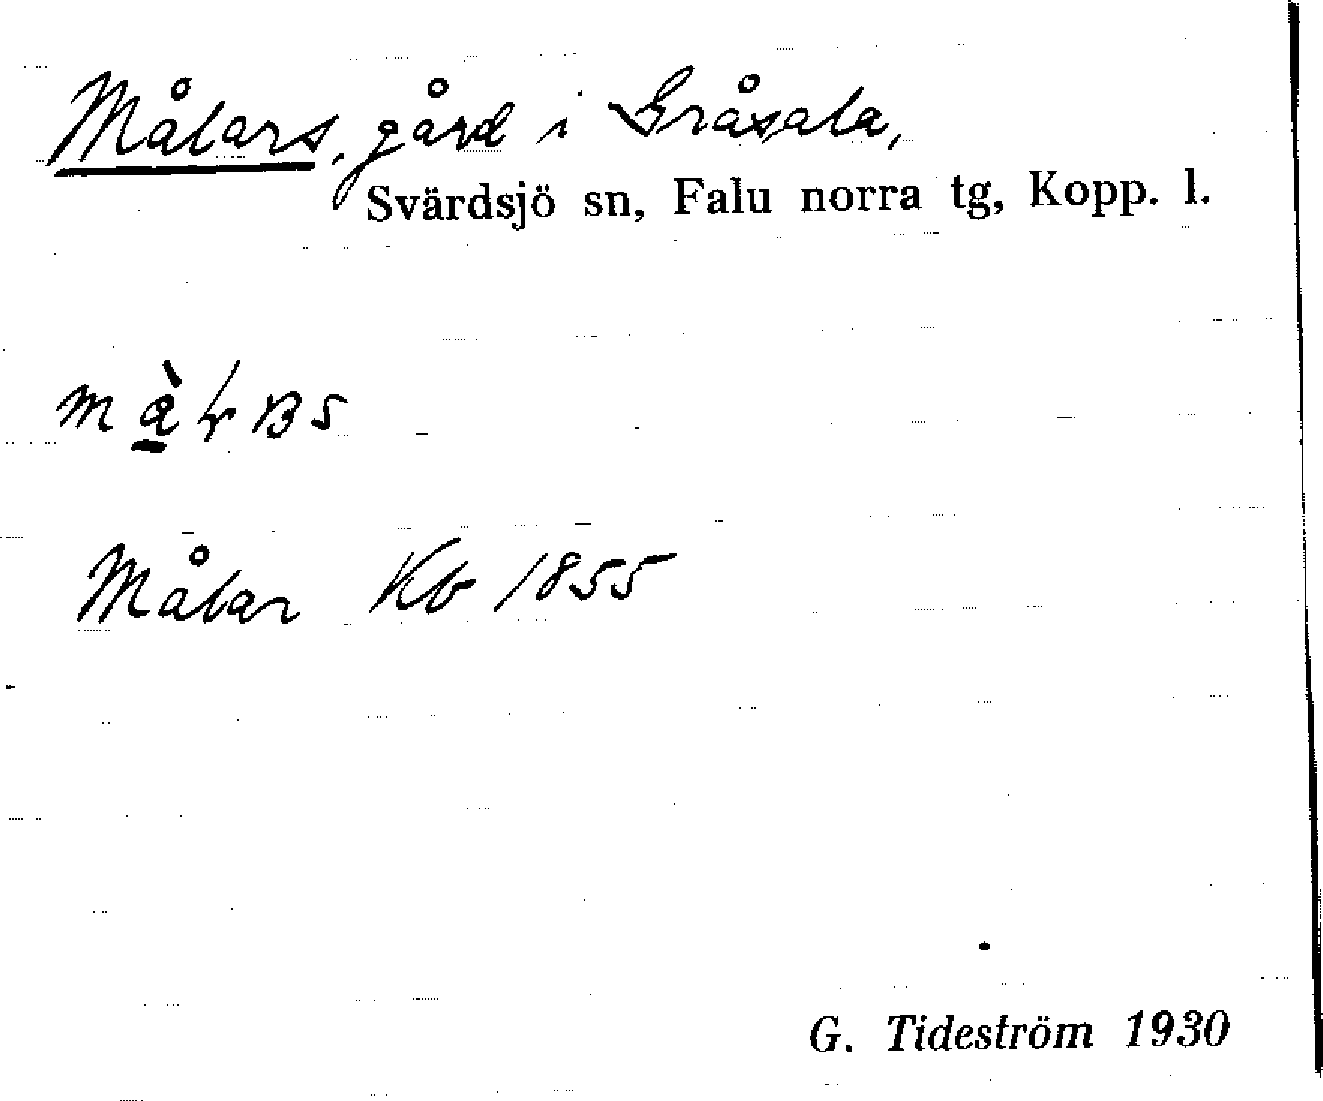 Målars, gård i Gråsala,
Svärdsjö sn, Falu norra tg, Kopp. l.
Målar Kb 1855
G. Tideström 1930